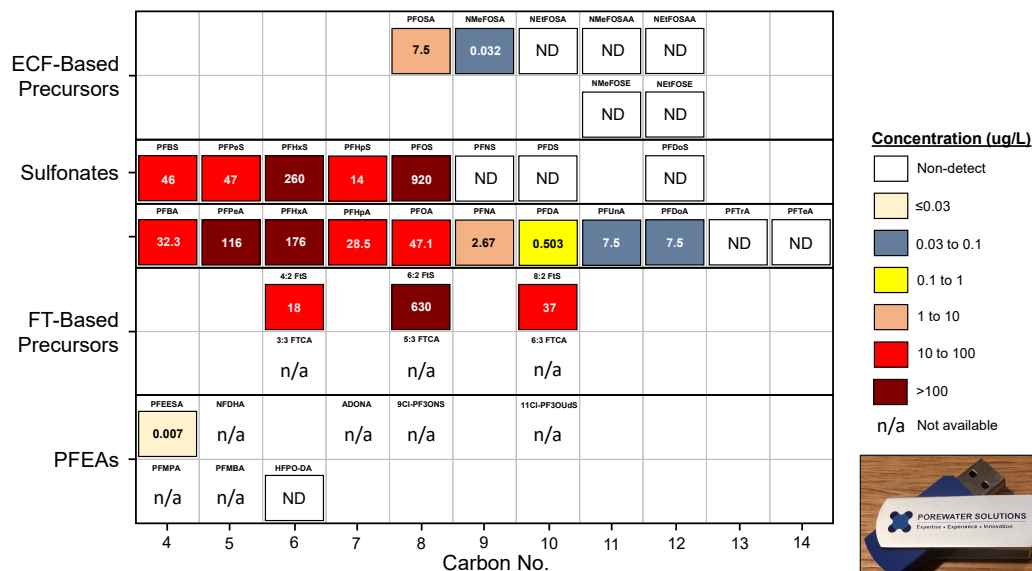 PFOSA NMeFOSA NEtFOSA NMeFOSAA NEtFOSAA
7.5 0.032 ND ND ND
ECF-Based
Precursors
NMeFOSE NEtFOSE
ND ND
PFBS PFPeS PFHxS PFHpS PFOS PFNS PFDS PFDoS
Sulfonates
46 47 260 14 920 ND ND ND
PFBA PFPeA PFHxA PFHpA PFOA PFNA PFDA PFUnA PFDoA PFTrA PFTeA
32.3 116 176 28.5 47.1 2.67 0.503 7.5 7.5 ND ND
4:2 FtS 6:2 FtS 8:2 FtS
18 630 37
FT-Based
Precursors
3:3 FTCA 5:3 FTCA 6:3 FTCA
n/a n/a n/a
PFEESA NFDHA ADONA 9Cl-PF3ONS 11Cl-PF3OUdS
0.007 n/a n/a n/a n/a
PFEAs
PFMPA PFMBA HFPO-DA
n/a n/a ND
4 5 6 7 8 9 10 11 12 13 14
Carbon No.
Concentration (ug/L)
Non-detect
≤0.03
0.03 to 0.1
0.1 to 1
1 to 10
10 to 100
>100
n/a Not available
POREWATER SOLUTIONS
Expertise • Experience • Innovation